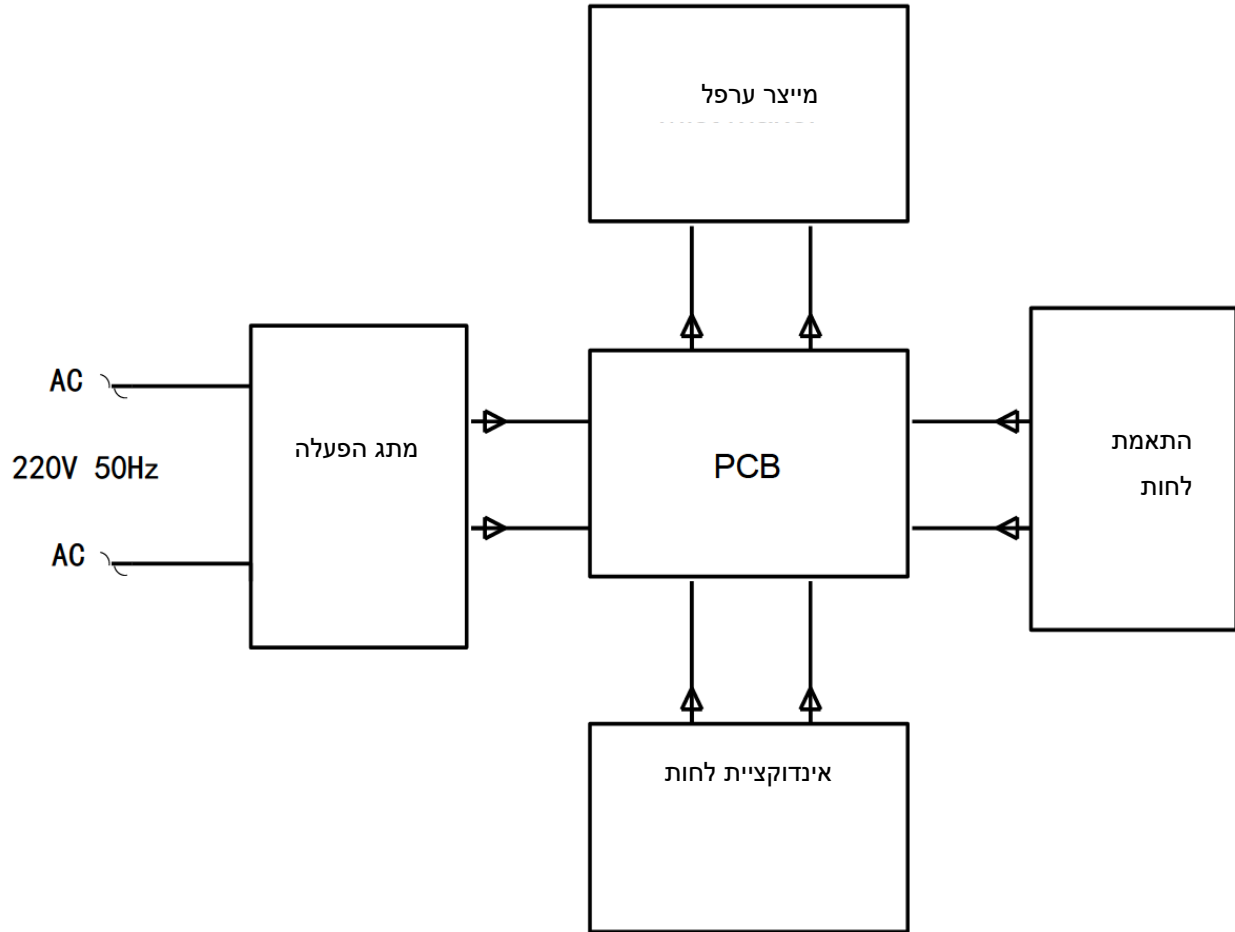 מייצר ערפל
AC
220V 50Hz
AC
מתג הפעלה
PCB
התאמת
לחות
אינדוקציית לחות